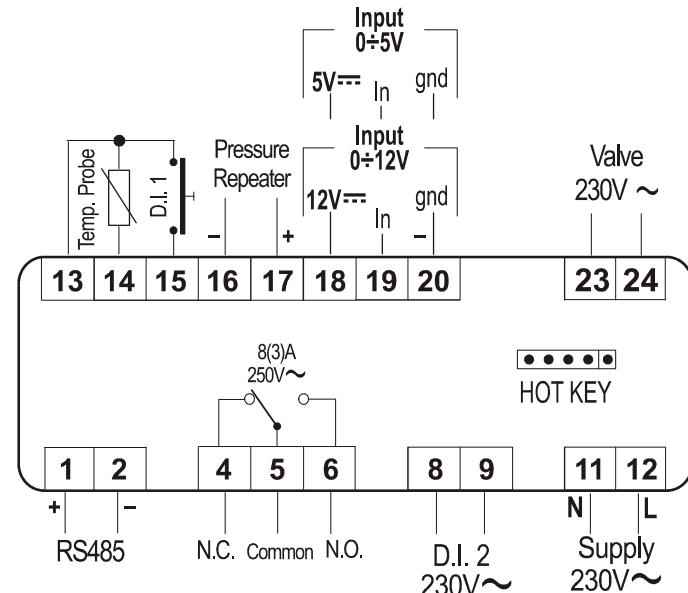 Input
0÷5V
5V In gnd
Input
0÷12V
12V In gnd
Pressure
Repeater
Temp. Probe
D.I. 1
Valve
230V ~
− + −
13 14 15 16 17 18 19 20 23 24
8(3)A
250V~
HOT KEY
1 2 4 5 6 8 9 11 12
+ − N L
RS485
N.C. Common N.O.
D.I. 2
230V~
Supply
230V~